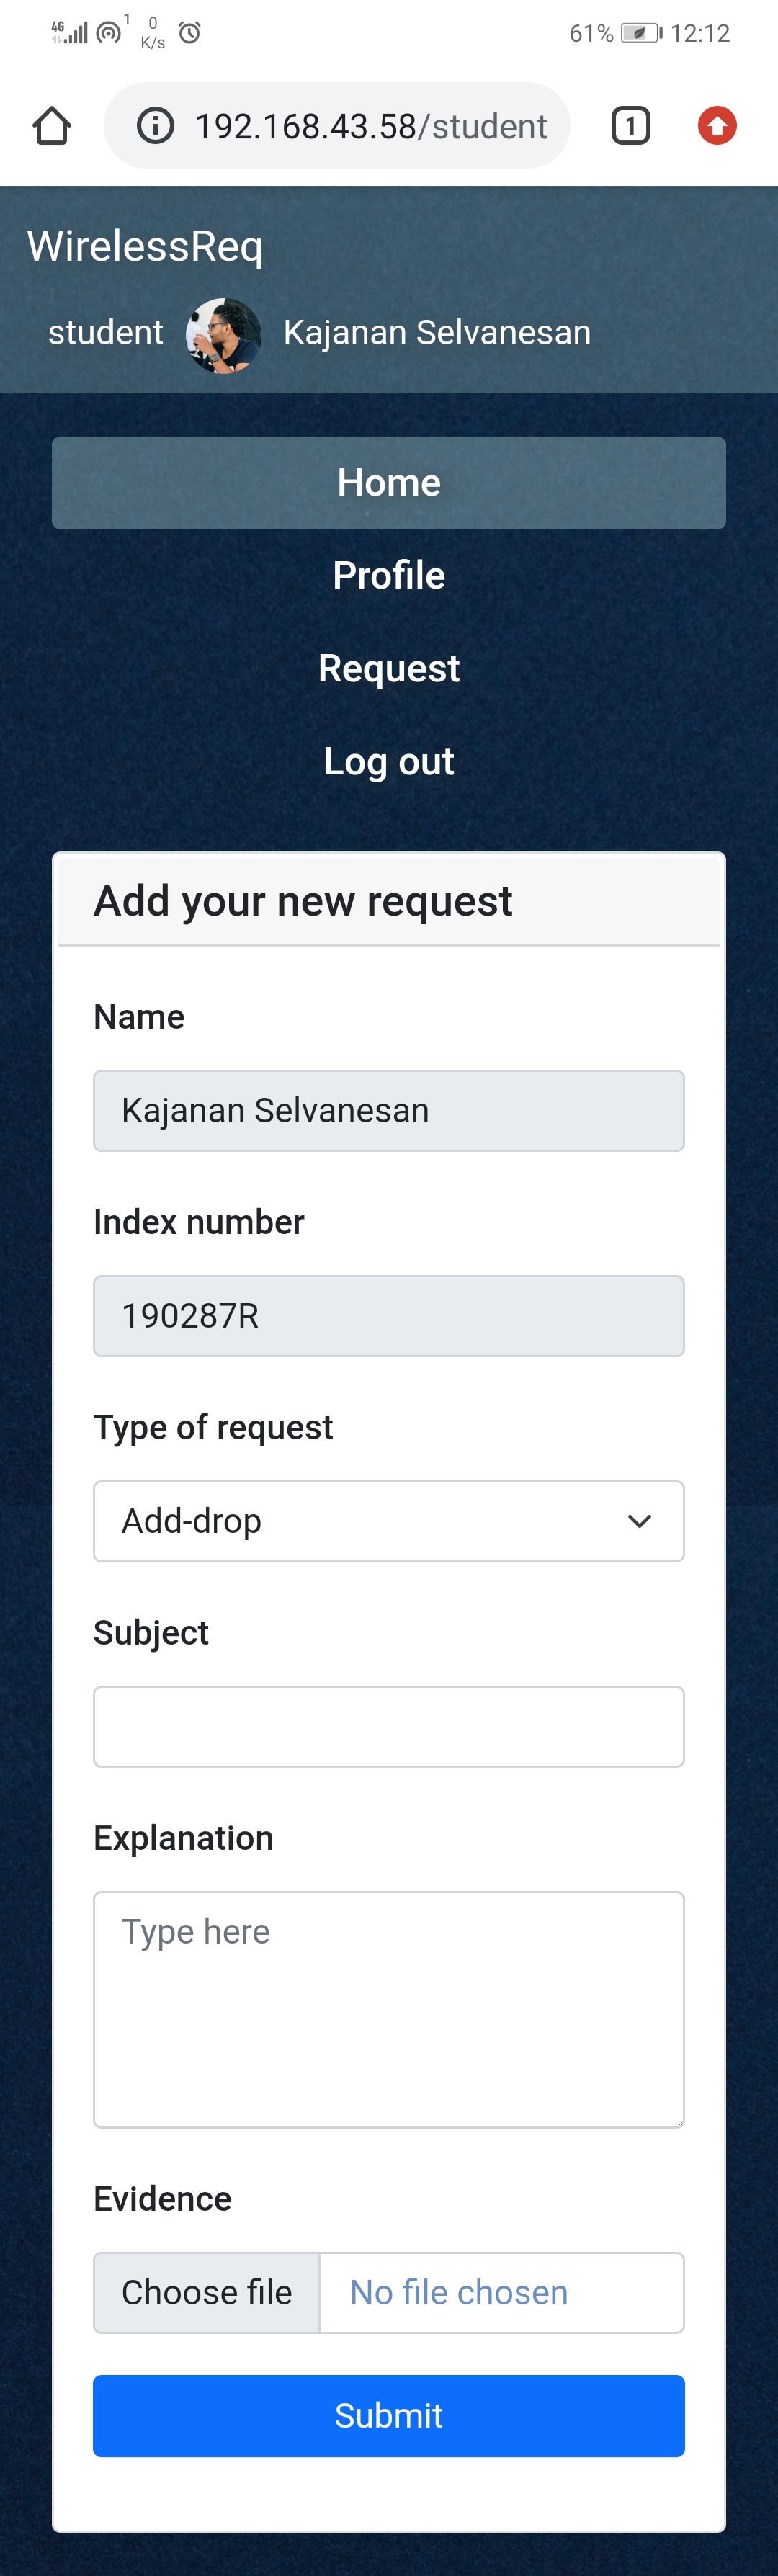 4G 1 0 K/s 61% 12:12
192.168.43.58/student 1
WirelessReq
student Kajanan Selvanesan
Home
Profile
Request
Log out
Add your new request
Name
Kajanan Selvanesan
Index number
190287R
Type of request
Add-drop
Subject
Explanation
Type here
Evidence
Choose file No file chosen
Submit